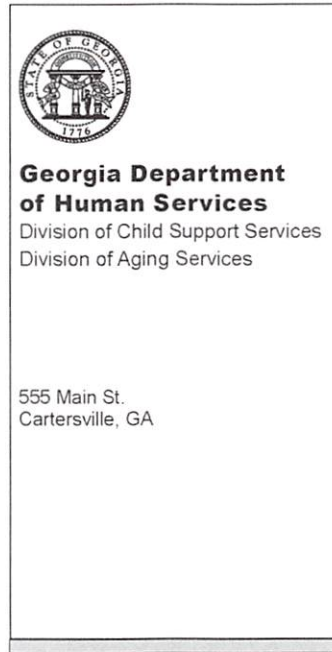 STATE OF GEORGIA
1776
Georgia Department
of Human Services
Division of Child Support Services
Division of Aging Services
555 Main St.
Cartersville, GA